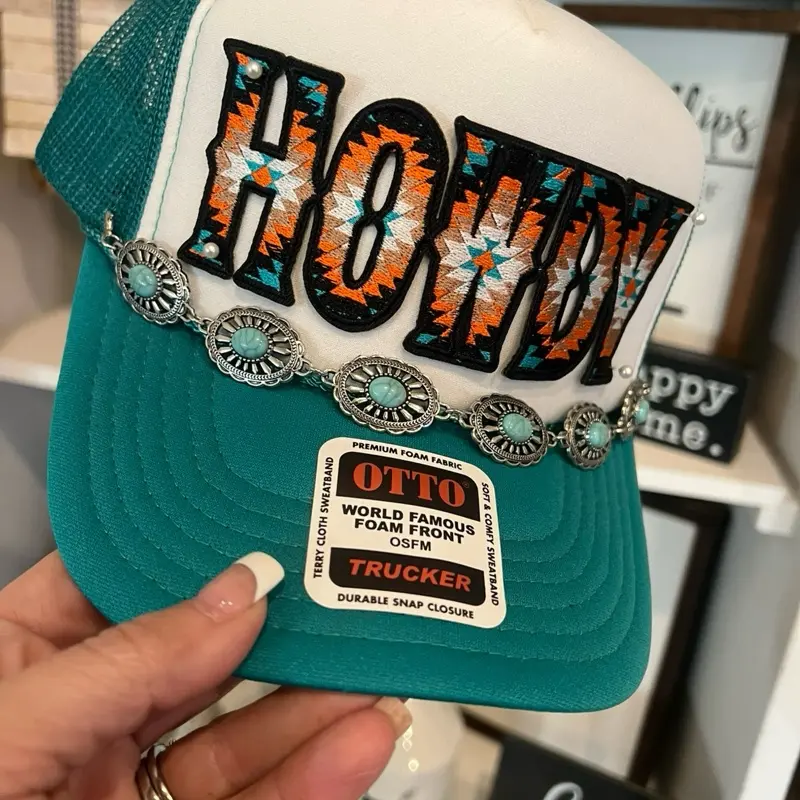 HOWDY
PREMIUM FOAM FABRIC
TERRY CLOTH SWEATBAND
OTTO
WORLD FAMOUS
FOAM FRONT
OSFM
TRUCKER
SOFT & COMFY SWEATBAND
DURABLE SNAP CLOSURE
me.